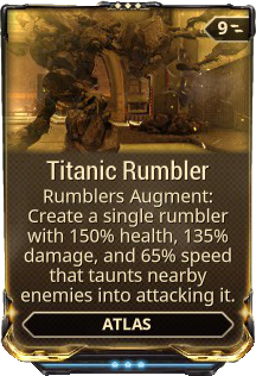 9
Titanic Rumbler
Rumblers Augment:
Create a single rumbler
with 150% health, 135%
damage, and 65% speed
that taunts nearby
enemies into attacking it.
ATLAS